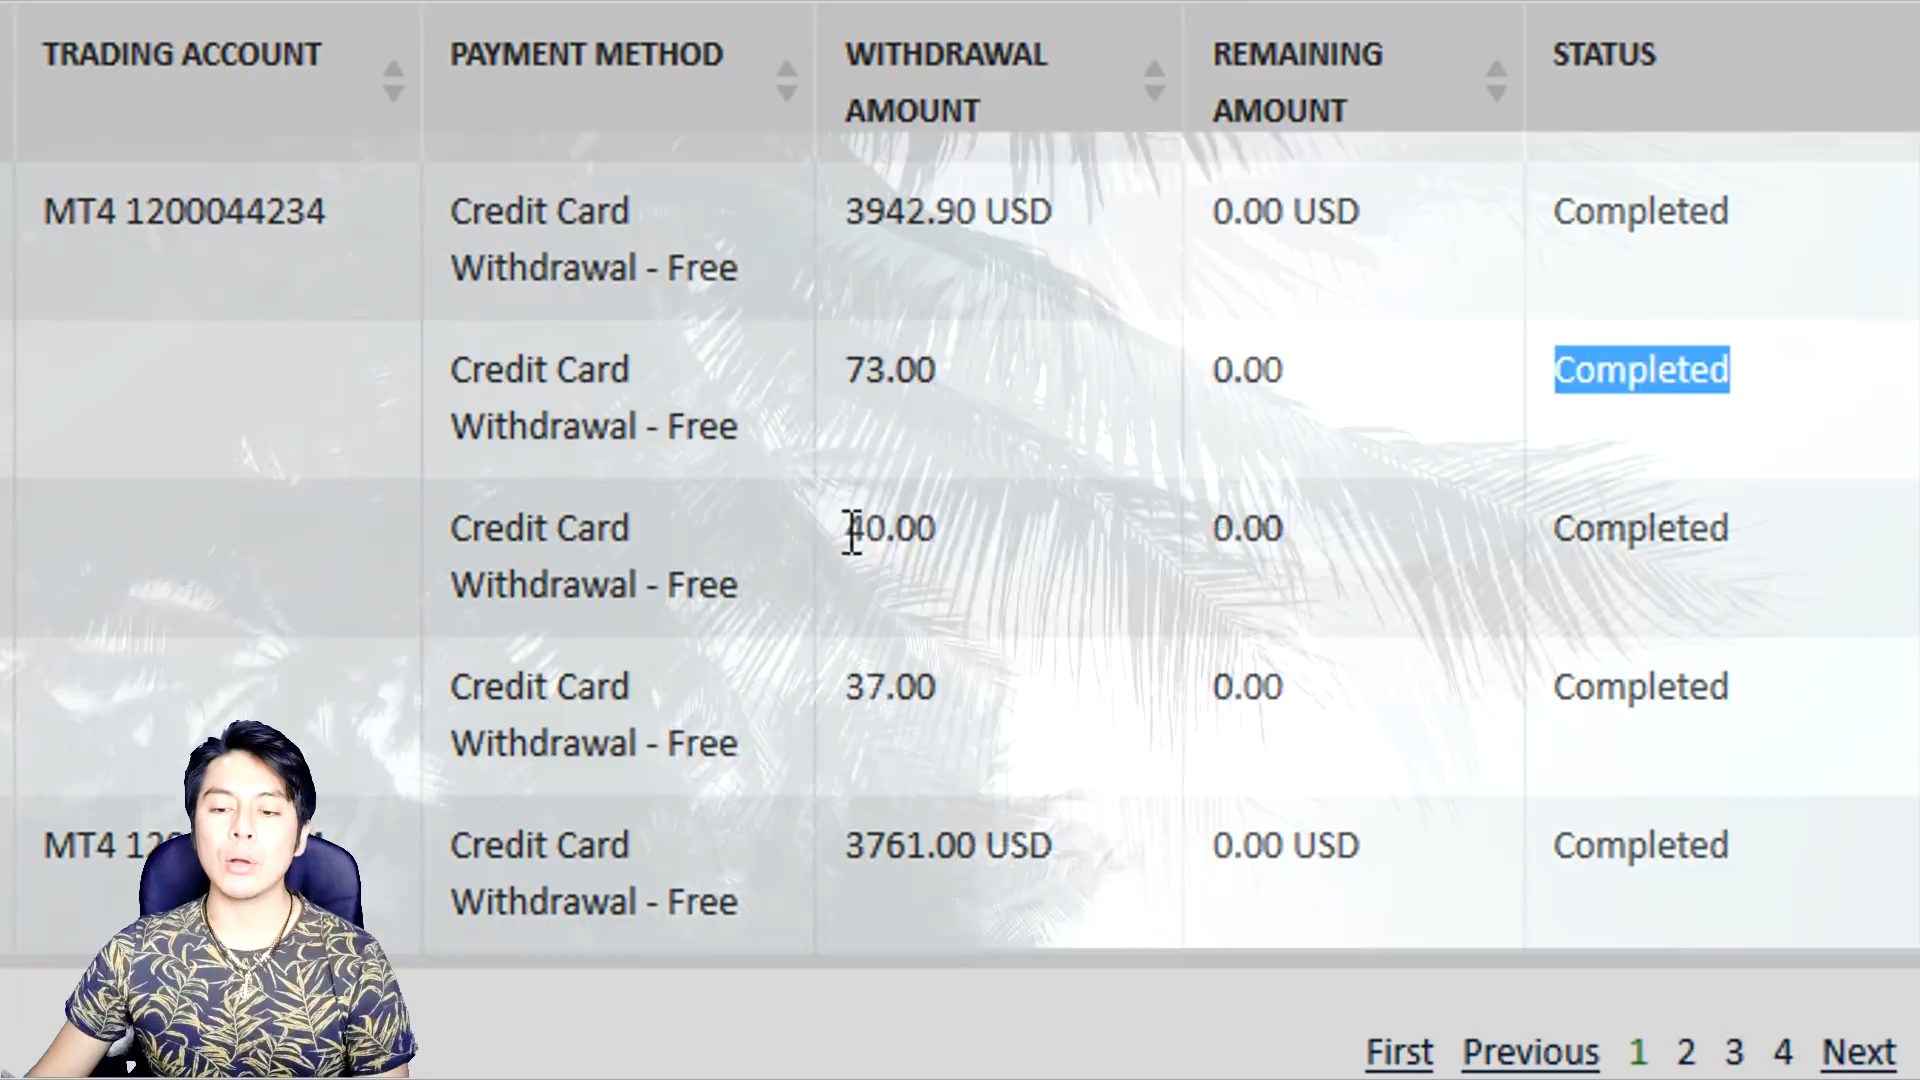 TRADING ACCOUNT PAYMENT METHOD WITHDRAWAL AMOUNT REMAINING AMOUNT STATUS
MT4 1200044234 Credit Card Withdrawal - Free 3942.90 USD 0.00 USD Completed
Credit Card Withdrawal - Free 73.00 0.00 Completed
Credit Card Withdrawal - Free 40.00 0.00 Completed
Credit Card Withdrawal - Free 37.00 0.00 Completed
MT4 Credit Card Withdrawal - Free 3761.00 USD 0.00 USD Completed
First Previous 1 2 3 4 Next